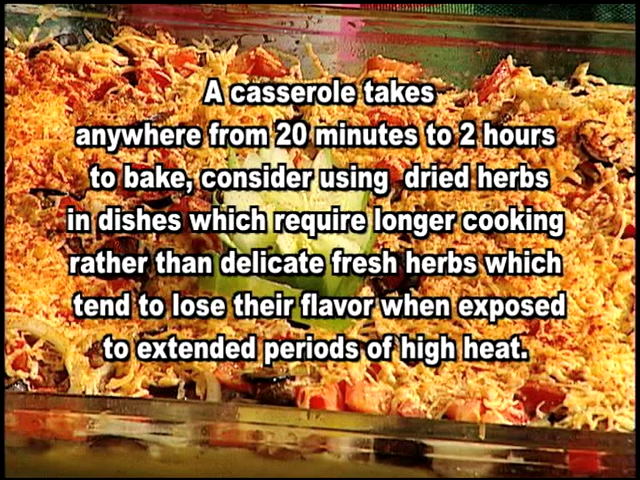 A casserole takes
anywhere from 20 minutes to 2 hours
to bake, consider using dried herbs
in dishes which require longer cooking
rather than delicate fresh herbs which
tend to lose their flavor when exposed
to extended periods of high heat.